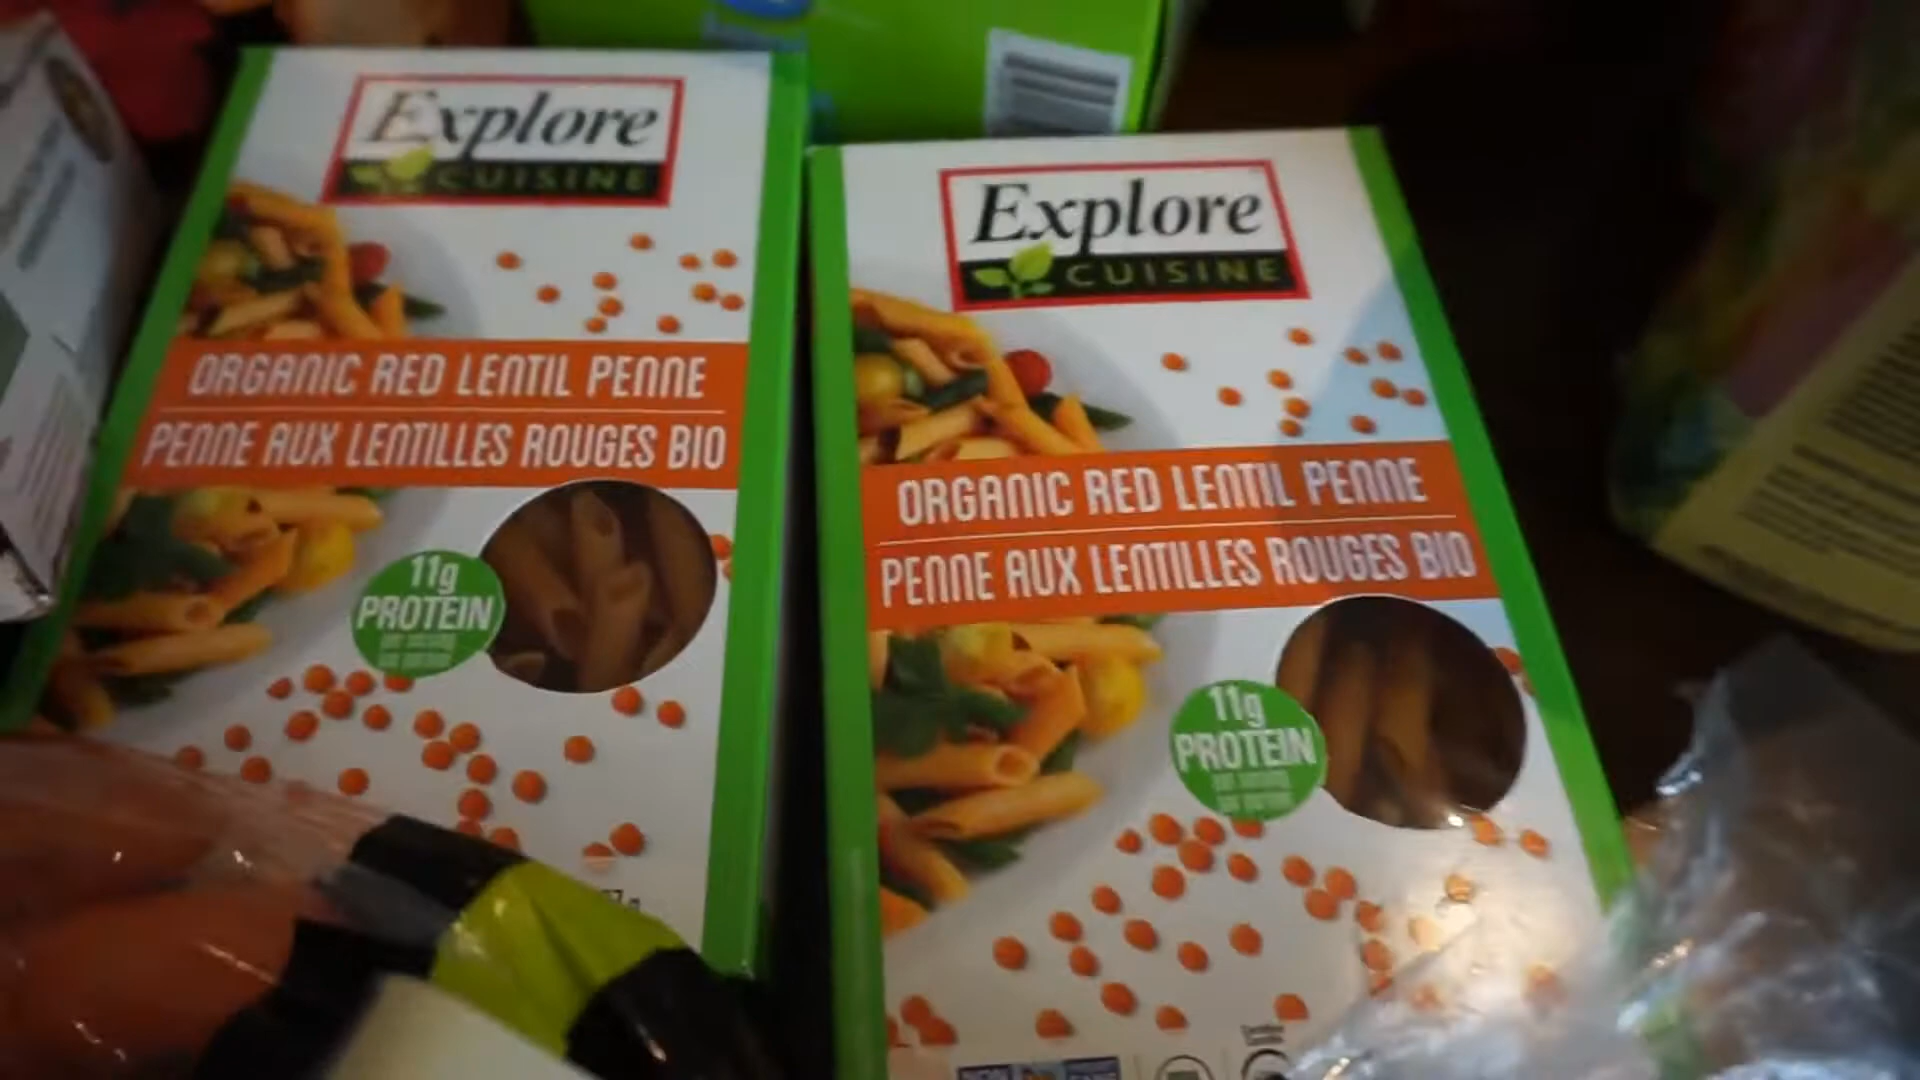 Explore
CUISINE
ORGANIC RED LENTIL PENNE
PENNE AUX LENTILLES ROUGES BIO
11g
PROTEIN
Explore
CUISINE
ORGANIC RED LENTIL PENNE
PENNE AUX LENTILLES ROUGES BIO
11g
PROTEIN